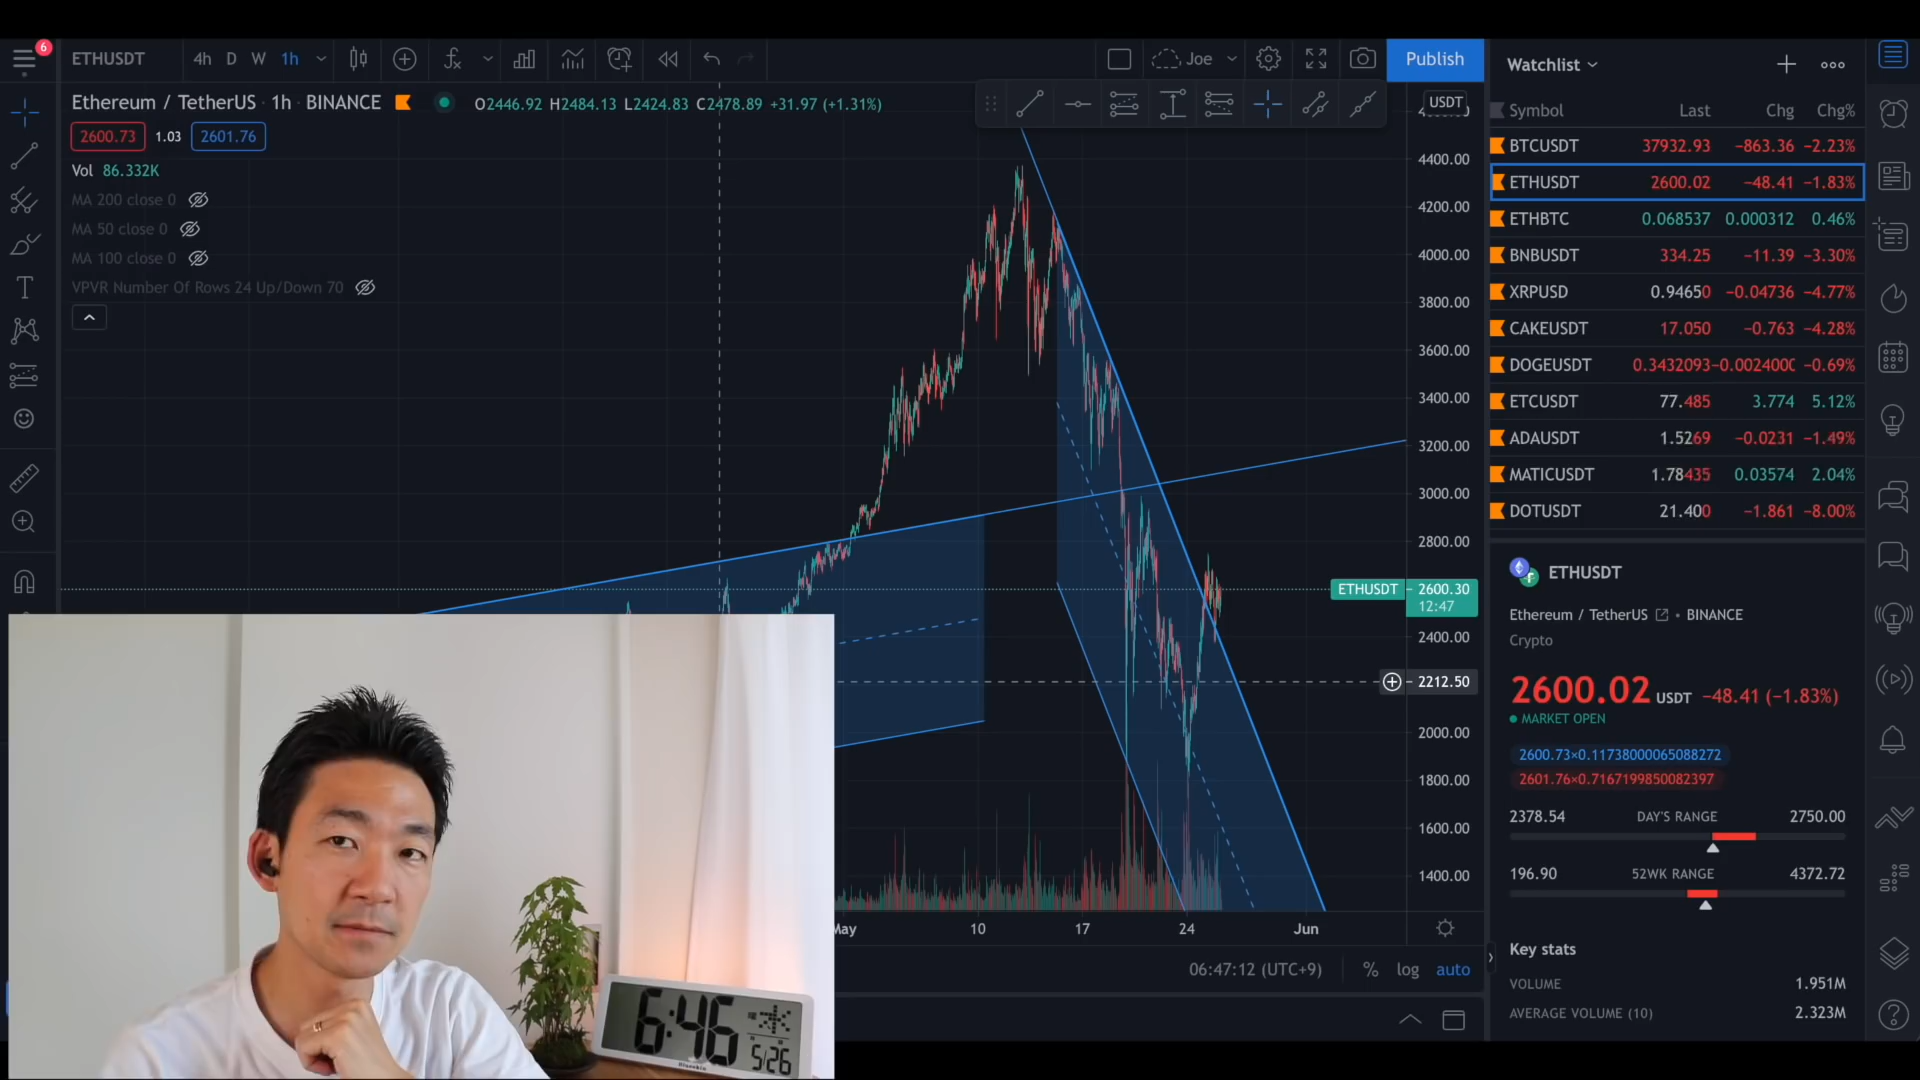 6
ETHUSDT
4h D W 1h
Joe
Publish
Ethereum / TetherUS · 1h · BINANCE
O2446.92 H2484.13 L2424.83 C2478.89 +31.97 (+1.31%)
USDT
2600.73 1.03 2601.76
Vol 86.332K
MA 200 close 0
MA 50 close 0
MA 100 close 0
VPVR Number Of Rows 24 Up/Down 70
4400.00
4200.00
4000.00
3800.00
3600.00
3400.00
3200.00
3000.00
2800.00
ETHUSDT 2600.30
12:47
2400.00
2212.50
2000.00
1800.00
1600.00
1400.00
May 10 17 24 Jun
06:47:12 (UTC+9) % log auto
Watchlist
Symbol Last Chg Chg%
BTCUSDT 37932.93 −863.36 −2.23%
ETHUSDT 2600.02 −48.41 −1.83%
ETHBTC 0.068537 0.000312 0.46%
BNBUSDT 334.25 −11.39 −3.30%
XRPUSD 0.94650 −0.04736 −4.77%
CAKEUSDT 17.050 −0.763 −4.28%
DOGEUSDT 0.3432093 −0.002400C −0.69%
ETCUSDT 77.485 3.774 5.12%
ADAUSDT 1.5269 −0.0231 −1.49%
MATICUSDT 1.78435 0.03574 2.04%
DOTUSDT 21.400 −1.861 −8.00%
ETHUSDT
Ethereum / TetherUS • BINANCE
Crypto
2600.02 USDT −48.41 (−1.83%)
MARKET OPEN
2600.73×0.11738000065088272
2601.76×0.7167199850082397
2378.54 DAY'S RANGE 2750.00
196.90 52WK RANGE 4372.72
Key stats
VOLUME 1.951M
AVERAGE VOLUME (10) 2.323M
6:46 水
5/26